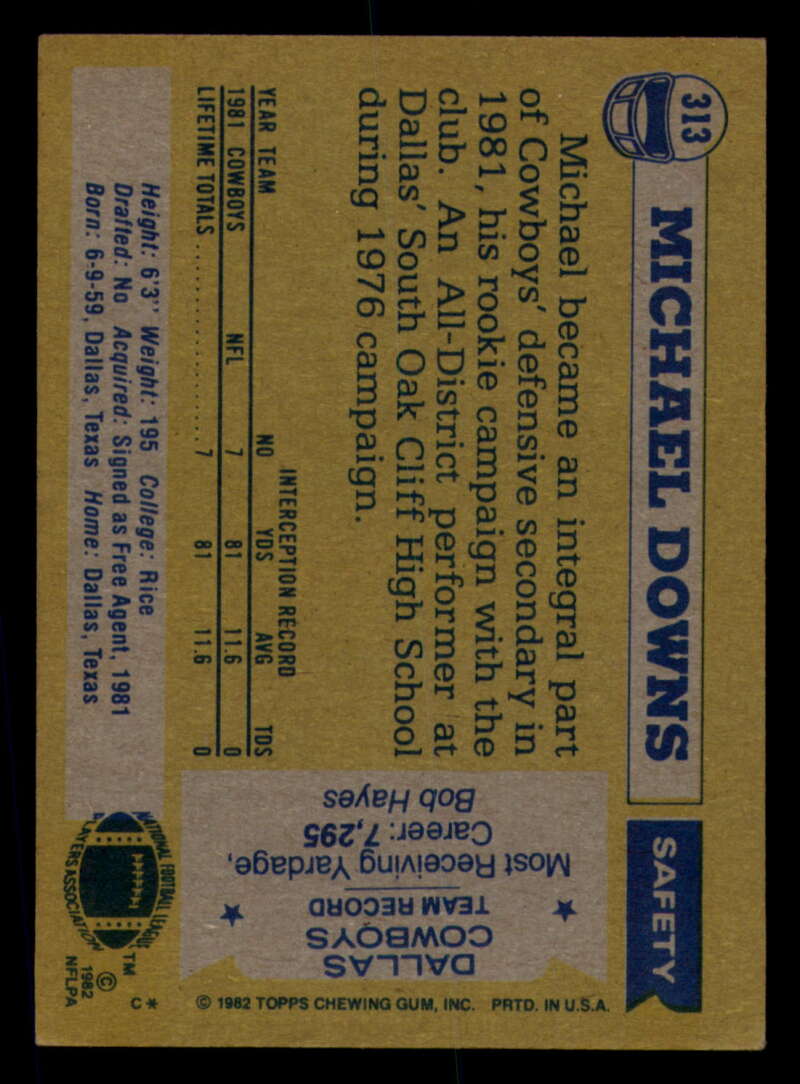 313
MICHAEL DOWNS
SAFETY
Michael became an integral part
of Cowboys' defensive secondary in
1981, his rookie campaign with the
club. An All-District performer at
Dallas' South Oak Cliff High School
during 1976 campaign.
INTERCEPTION RECORD
YEAR TEAM NO YDS AVG TDS
1981 COWBOYS NFL 7 81 11.6 0
LIFETIME TOTALS ................... 7 81 11.6 0
Height: 6'3" Weight: 195 College: Rice
Drafted: No Acquired: Signed as Free Agent, 1981
Born: 6-9-59, Dallas, Texas Home: Dallas, Texas
DALLAS
COWBOYS
TEAM RECORD
Most Receiving Yardage,
Career: 7,295
Bob Hayes
NATIONAL FOOTBALL LEAGUE
PLAYERS ASSOCIATION
TM
© 1982
NFLPA
C*
© 1982 TOPPS CHEWING GUM, INC. PRTD. IN U.S.A.